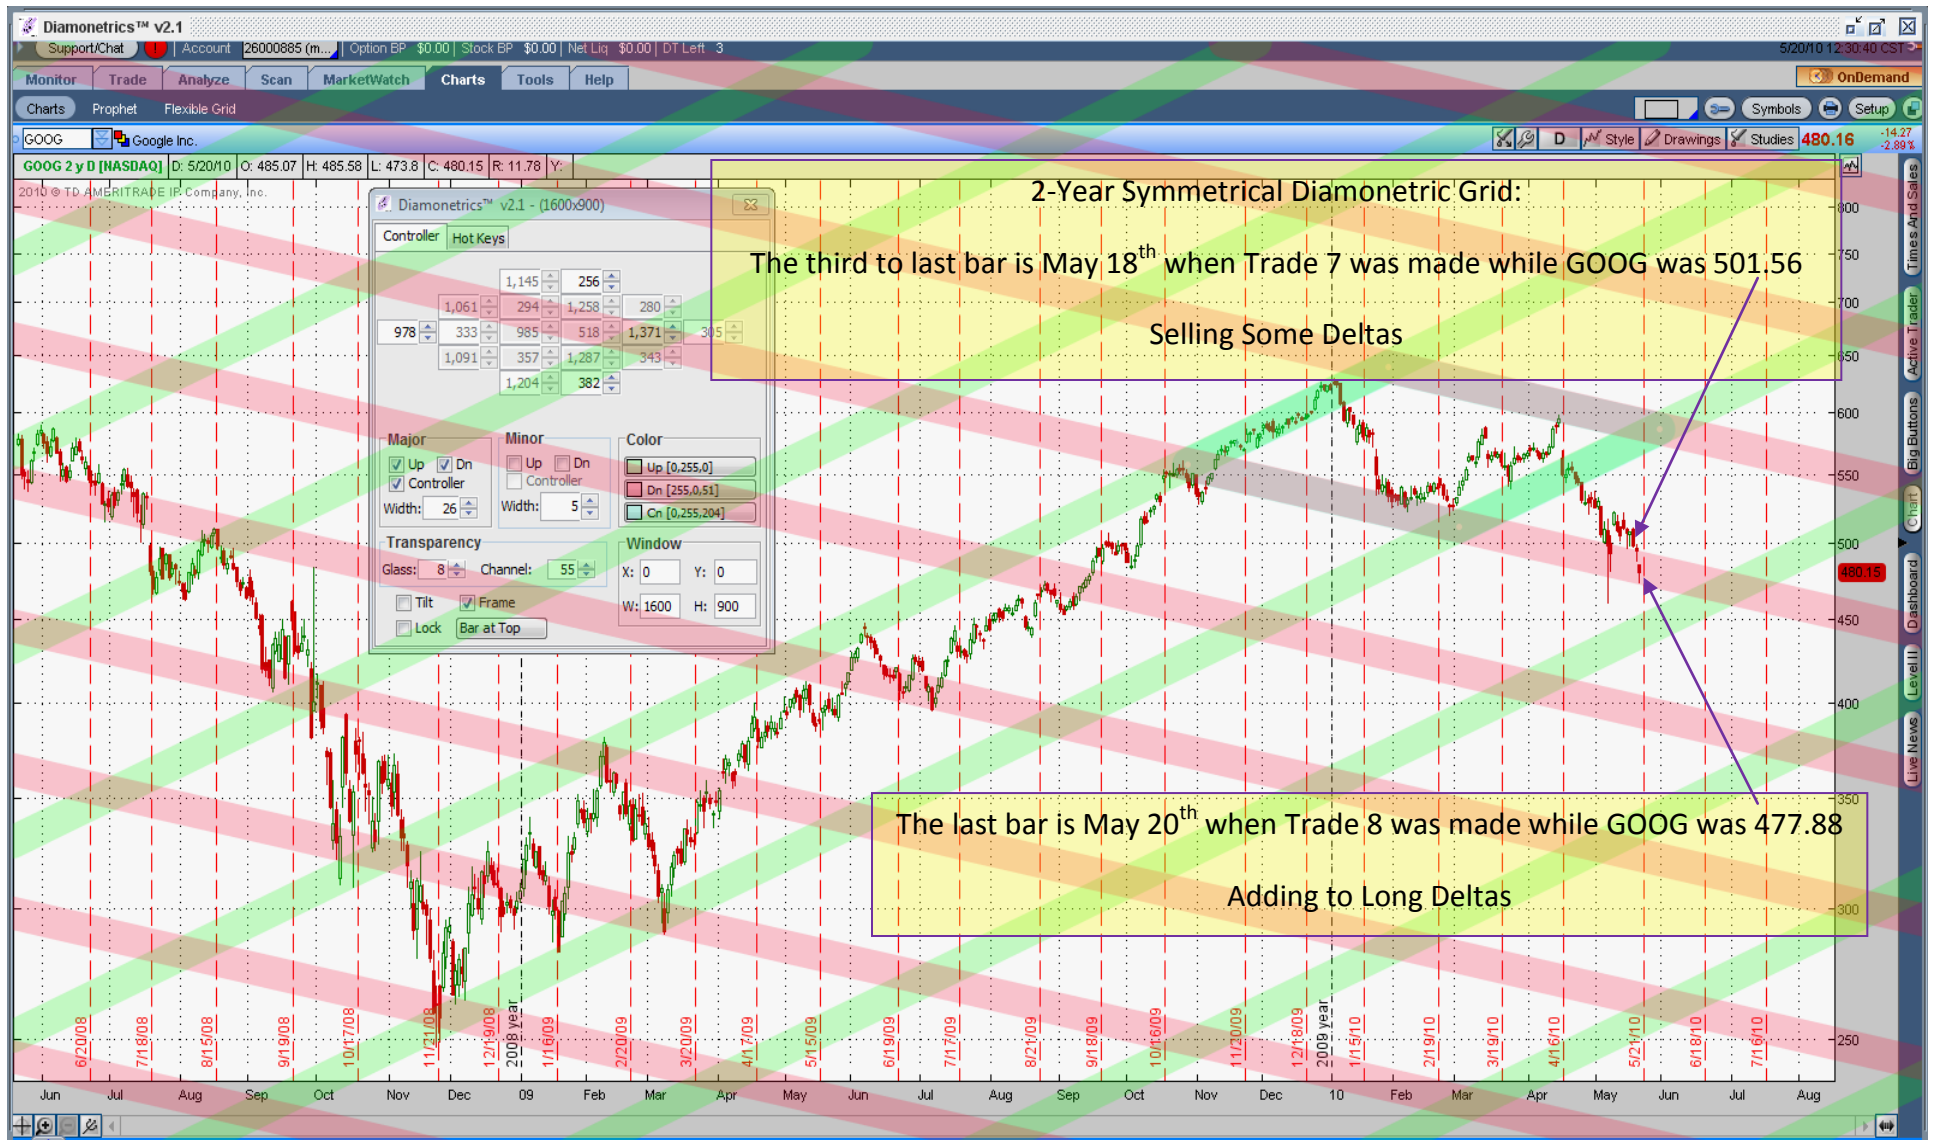 Diamonetrics™ v2.1
Support/Chat ! Account 26000885 (m... Option BP $0.00 | Stock BP $0.00 | Net Liq $0.00 | DT Left 3 5/20/10 12:30:40 CST
Monitor Trade Analyze Scan MarketWatch Charts Tools Help OnDemand
Charts Prophet Flexible Grid Symbols Setup
GOOG Google Inc. D Style Drawings Studies 480.16 -14.27
-2.89%
GOOG 2 y D [NASDAQ] D: 5/20/10 O: 485.07 H: 485.58 L: 473.8 C: 480.15 R: 11.78 Y:
2010 © TD AMERITRADE IP Company, Inc.
2-Year Symmetrical Diamonetric Grid:
The third to last bar is May 18th when Trade 7 was made while GOOG was 501.56
Selling Some Deltas
Diamonetrics™ v2.1 - (1600x900)
Controller Hot Keys
1,145 256
1,061 294 1,258 280
978 333 985 518 1,371 305
1,091 357 1,287 343
1,204 382
Major Minor Color
Up Dn Up Dn Up [0,255,0]
Controller Controller Dn [255,0,51]
Width: 26 Width: 5 Cn [0,255,204]
Transparency Window
Glass: 8 Channel: 55 X: 0 Y: 0
Tilt Frame W: 1600 H: 900
Lock Bar at Top
800
750
700
650
600
550
500
480.15
450
400
350
300
250
Times And Sales
Active Trader
Big Buttons
Chart
Dashboard
Level II
Live News
The last bar is May 20th when Trade 8 was made while GOOG was 477.88
Adding to Long Deltas
6/20/08 7/18/08 8/15/08 9/19/08 10/17/08 11/21/08 12/19/08 2008 year 1/16/09 2/20/09 3/20/09 4/17/09 5/15/09 6/19/09 7/17/09 8/21/09 9/18/09 10/16/09 11/20/09 12/18/09 2009 year 1/15/10 2/19/10 3/19/10 4/16/10 5/21/10 6/18/10 7/16/10
Jun Jul Aug Sep Oct Nov Dec 09 Feb Mar Apr May Jun Jul Aug Sep Oct Nov Dec 10 Feb Mar Apr May Jun Jul Aug